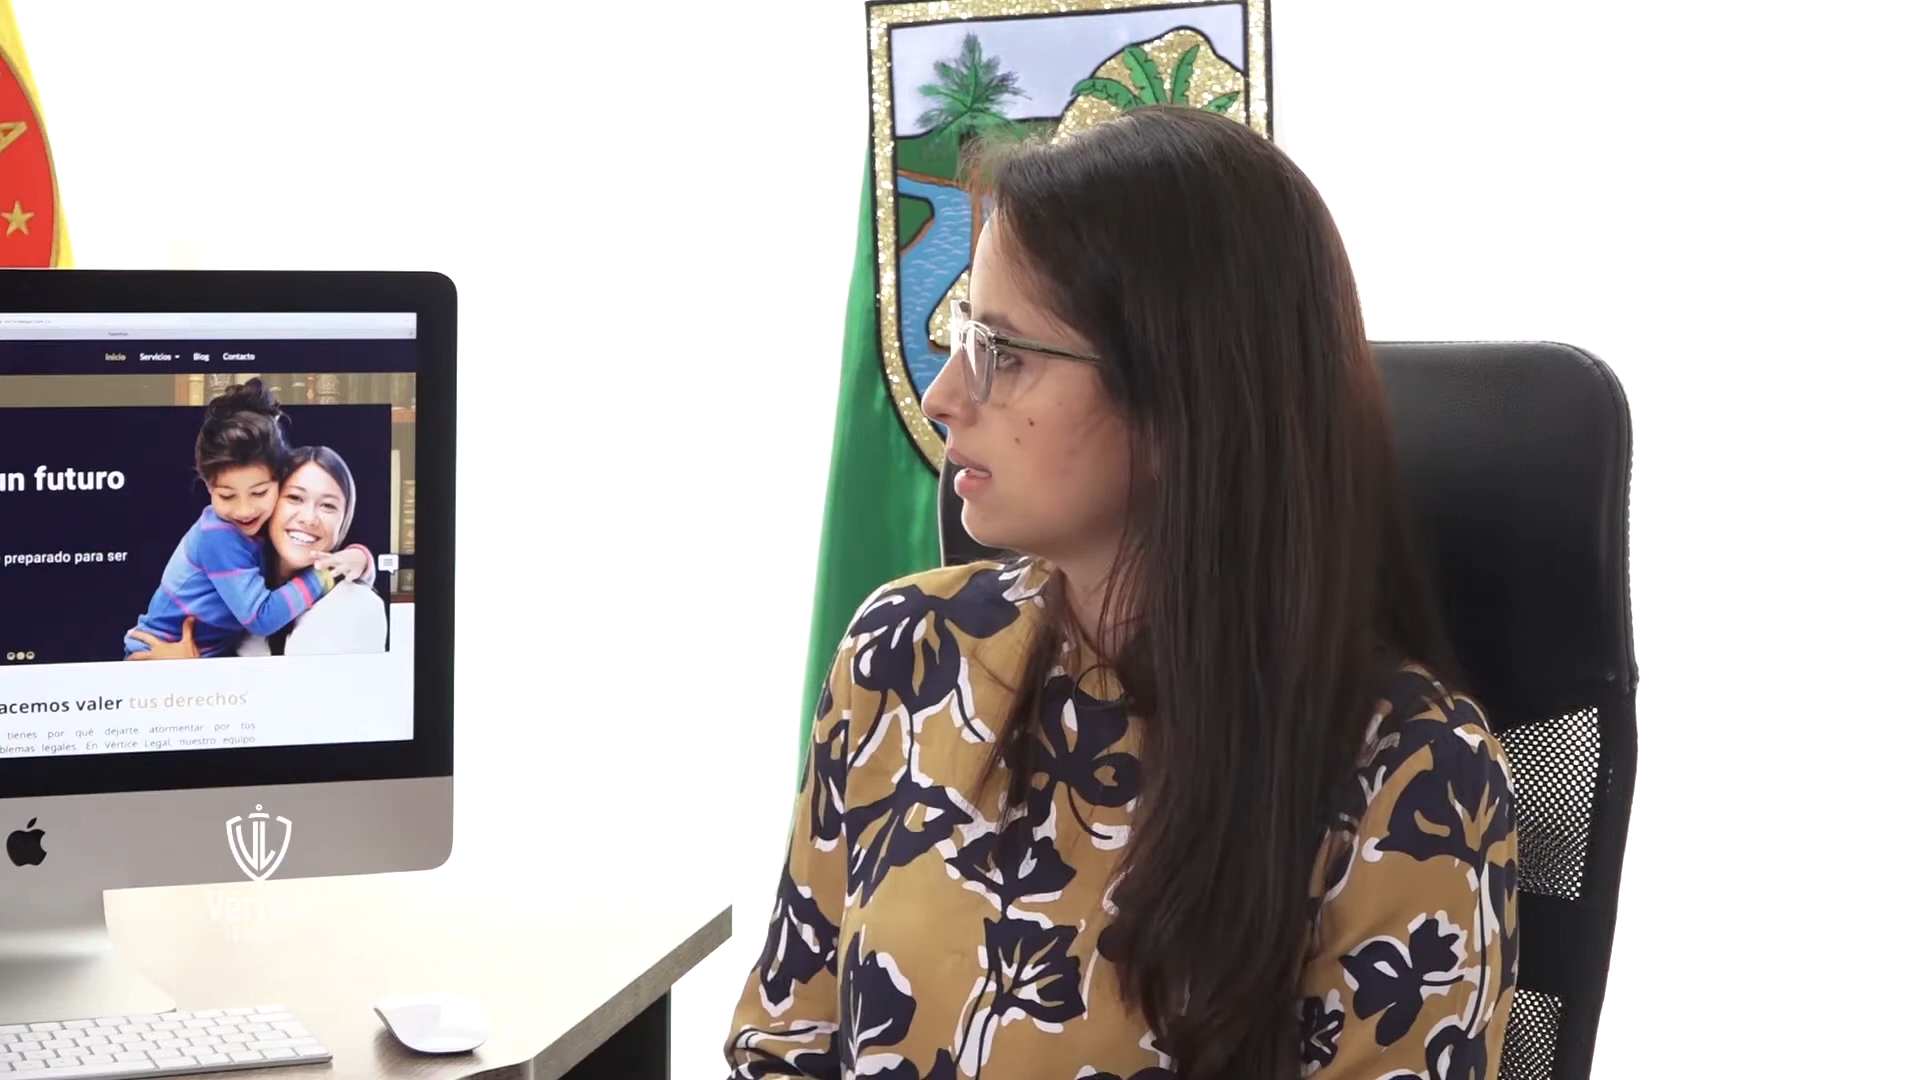 Inicio Servicios Blog Contacto
un futuro
preparado para ser
acemos valer tus derechos
tienes por qué dejarte atormentar por tus
blemas legales. En Vértice Legal, nuestro equipo
VL